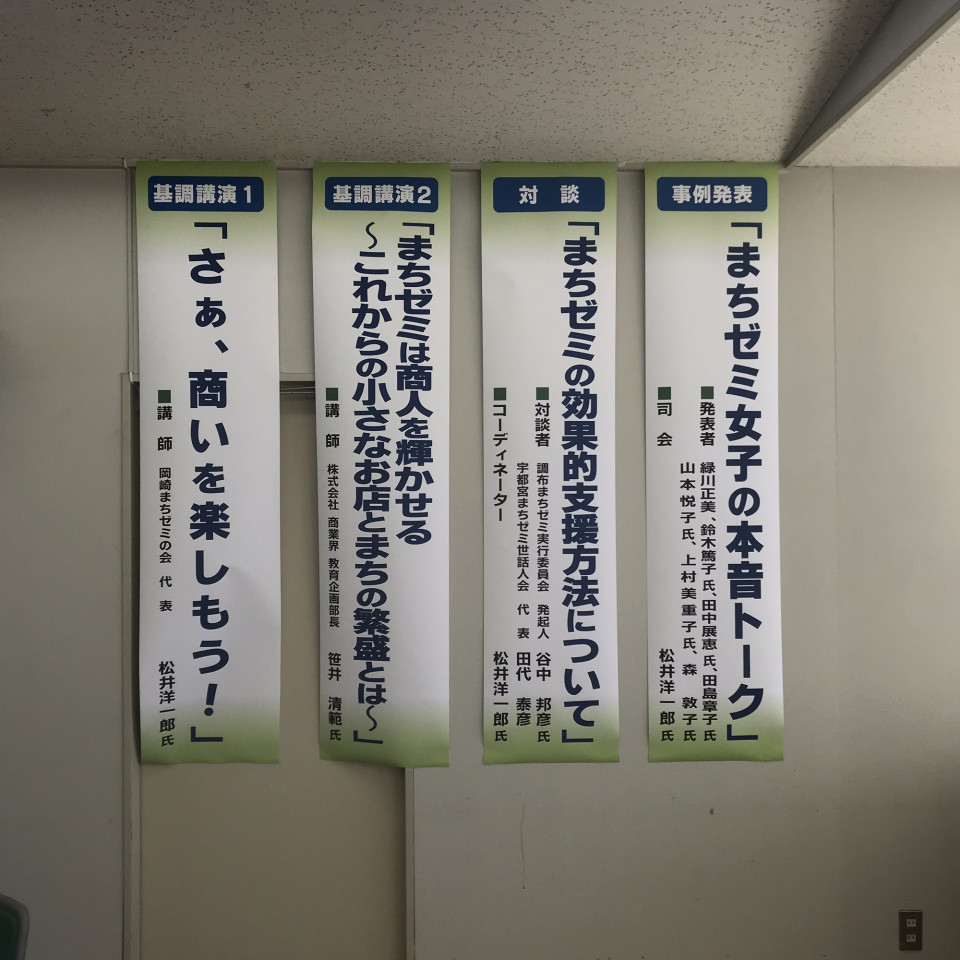 基調講演1
「さぁ、商いを楽しもう！」
■講　師　岡崎まちゼミの会　代　表　松井洋一郎氏
基調講演2
「まちゼミは商人を輝かせる
～これからの小さなお店とまちの繁盛とは～」
■講　師　株式会社　商業界　教育企画部長　笹井　清範氏
対　談
「まちゼミの効果的支援方法について」
■対談者　調布まちゼミ実行委員会　発起人　谷中　邦彦氏
宇都宮まちゼミ世話人会　代　表　田代　泰彦
■コーディネーター　松井洋一郎氏
事例発表
「まちゼミ女子の本音トーク」
■発表者　緑川正美、鈴木篤子氏、田中展恵氏、田島章子氏
山本悦子氏、上村美重子氏、森　敦子氏
■司　会　松井洋一郎氏